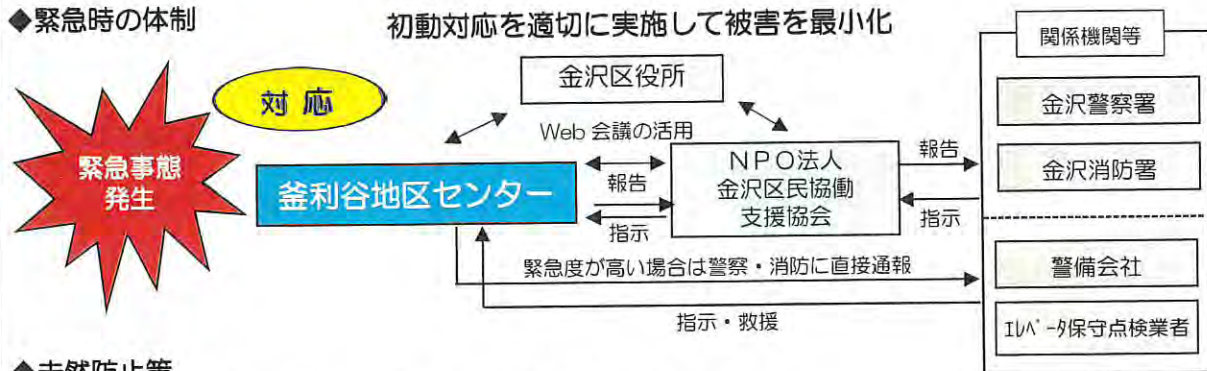 ◆緊急時の体制
初動対応を適切に実施して被害を最小化
関係機関等
対 応
金沢区役所
金沢警察署
Web 会議の活用
緊急事態
発生
釜利谷地区センター
報告
指示
NPO法人
金沢区民協働
支援協会
報告
指示
金沢消防署
緊急度が高い場合は警察・消防に直接通報
警備会社
指示・救援
ｴﾚﾍﾞｰﾀ保守点検業者
◆未然防止策